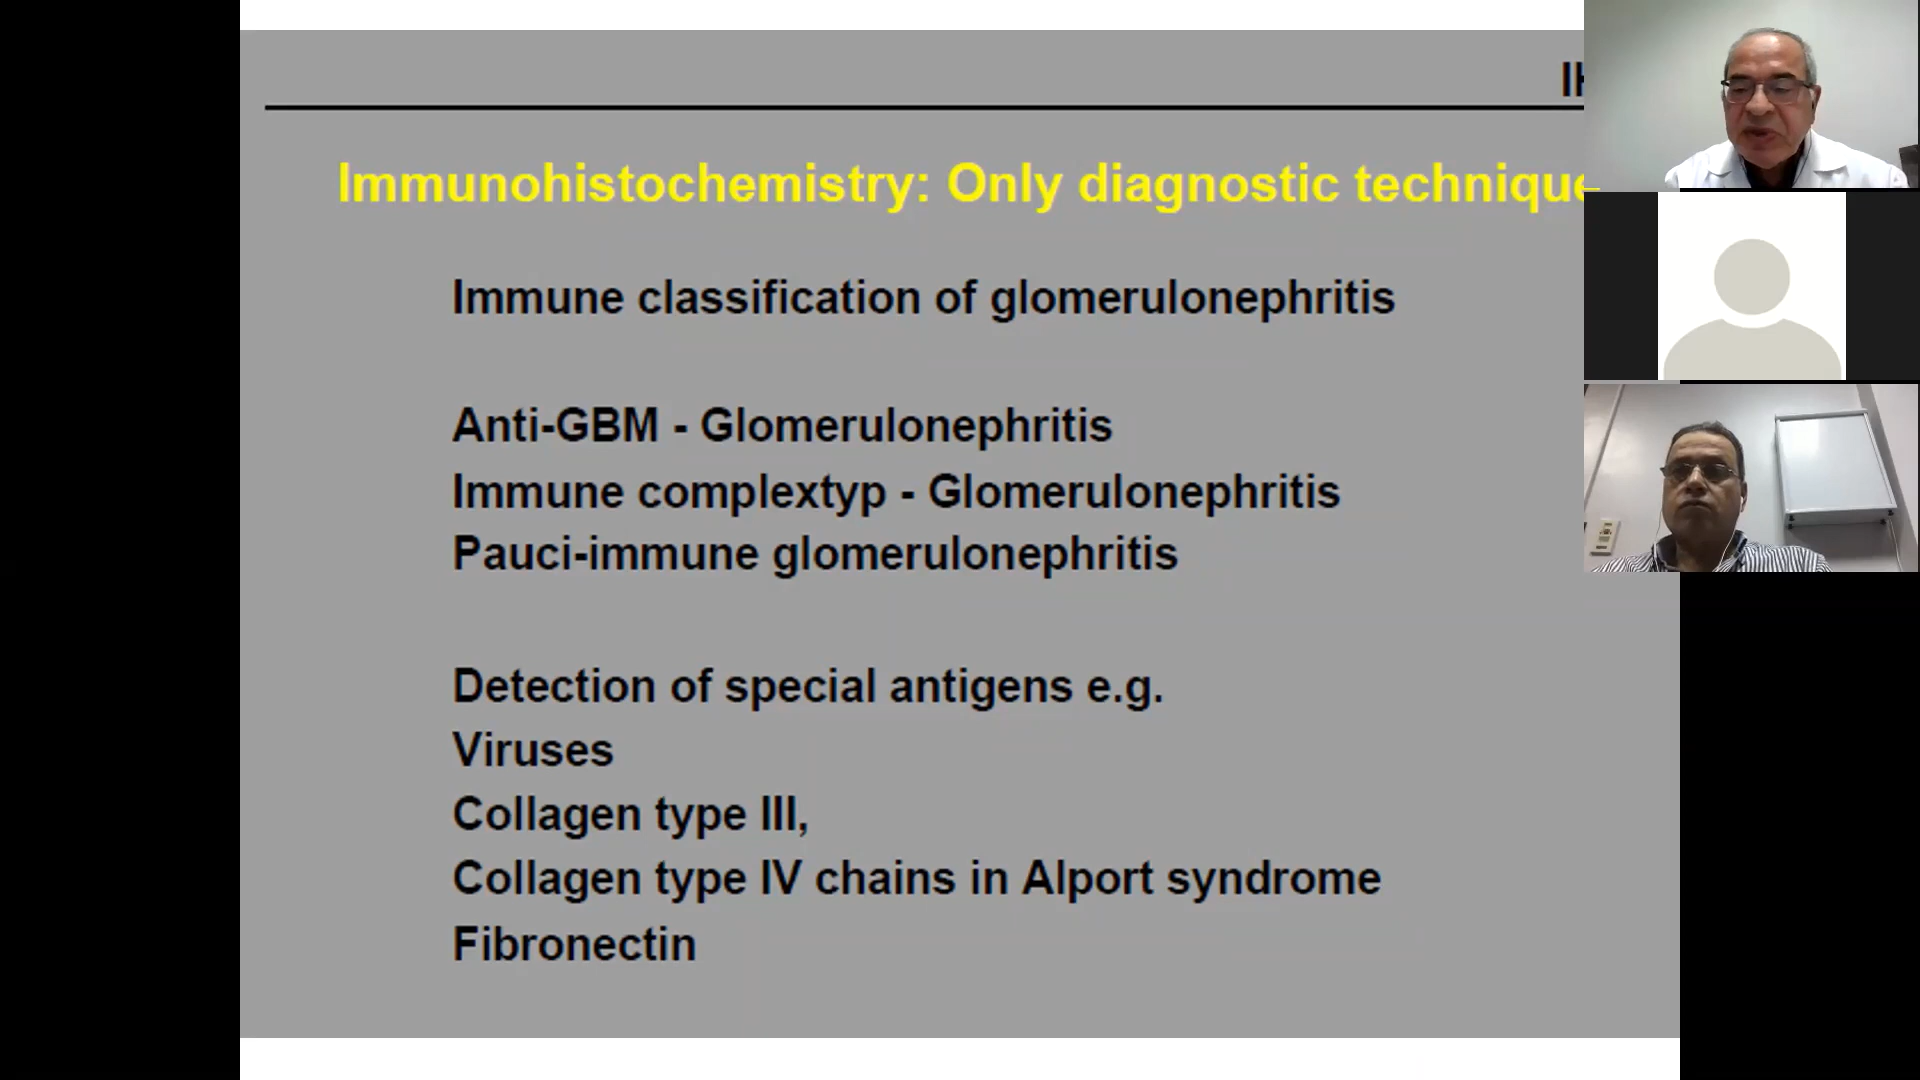 Immunohistochemistry: Only diagnostic technique
Immune classification of glomerulonephritis
Anti-GBM - Glomerulonephritis
Immune complextyp - Glomerulonephritis
Pauci-immune glomerulonephritis
Detection of special antigens e.g.
Viruses
Collagen type III,
Collagen type IV chains in Alport syndrome
Fibronectin